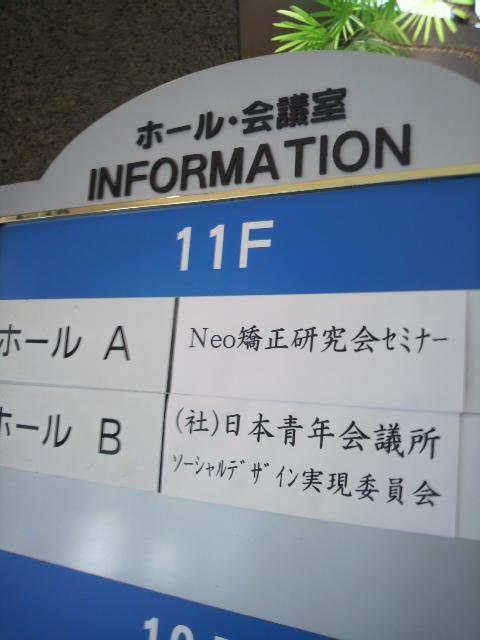 ホール・会議室
INFORMATION
11F
ホール A
Neo矯正研究会セミナー
ホール B
(社)日本青年会議所
ソーシャルデザイン実現委員会
10